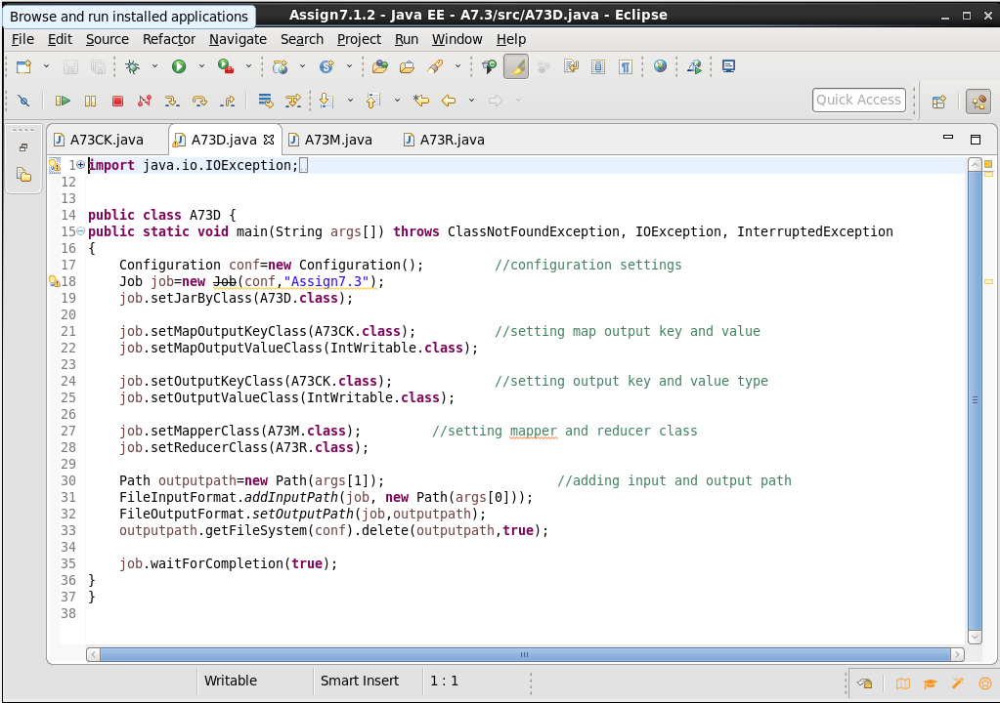 Browse and run installed applications
Assign7.1.2 - Java EE - A7.3/src/A73D.java - Eclipse
File Edit Source Refactor Navigate Search Project Run Window Help
Quick Access
A73CK.java A73D.java A73M.java A73R.java
1 import java.io.IOException;
12
13
14 public class A73D {
15 public static void main(String args[]) throws ClassNotFoundException, IOException, InterruptedException
16 {
17 Configuration conf=new Configuration(); //configuration settings
18 Job job=new Job(conf,"Assign7.3");
19 job.setJarByClass(A73D.class);
20
21 job.setMapOutputKeyClass(A73CK.class); //setting map output key and value
22 job.setMapOutputValueClass(IntWritable.class);
23
24 job.setOutputKeyClass(A73CK.class); //setting output key and value type
25 job.setOutputValueClass(IntWritable.class);
26
27 job.setMapperClass(A73M.class); //setting mapper and reducer class
28 job.setReducerClass(A73R.class);
29
30 Path outputpath=new Path(args[1]); //adding input and output path
31 FileInputFormat.addInputPath(job, new Path(args[0]));
32 FileOutputFormat.setOutputPath(job,outputpath);
33 outputpath.getFileSystem(conf).delete(outputpath,true);
34
35 job.waitForCompletion(true);
36 }
37 }
38
Writable Smart Insert 1 : 1